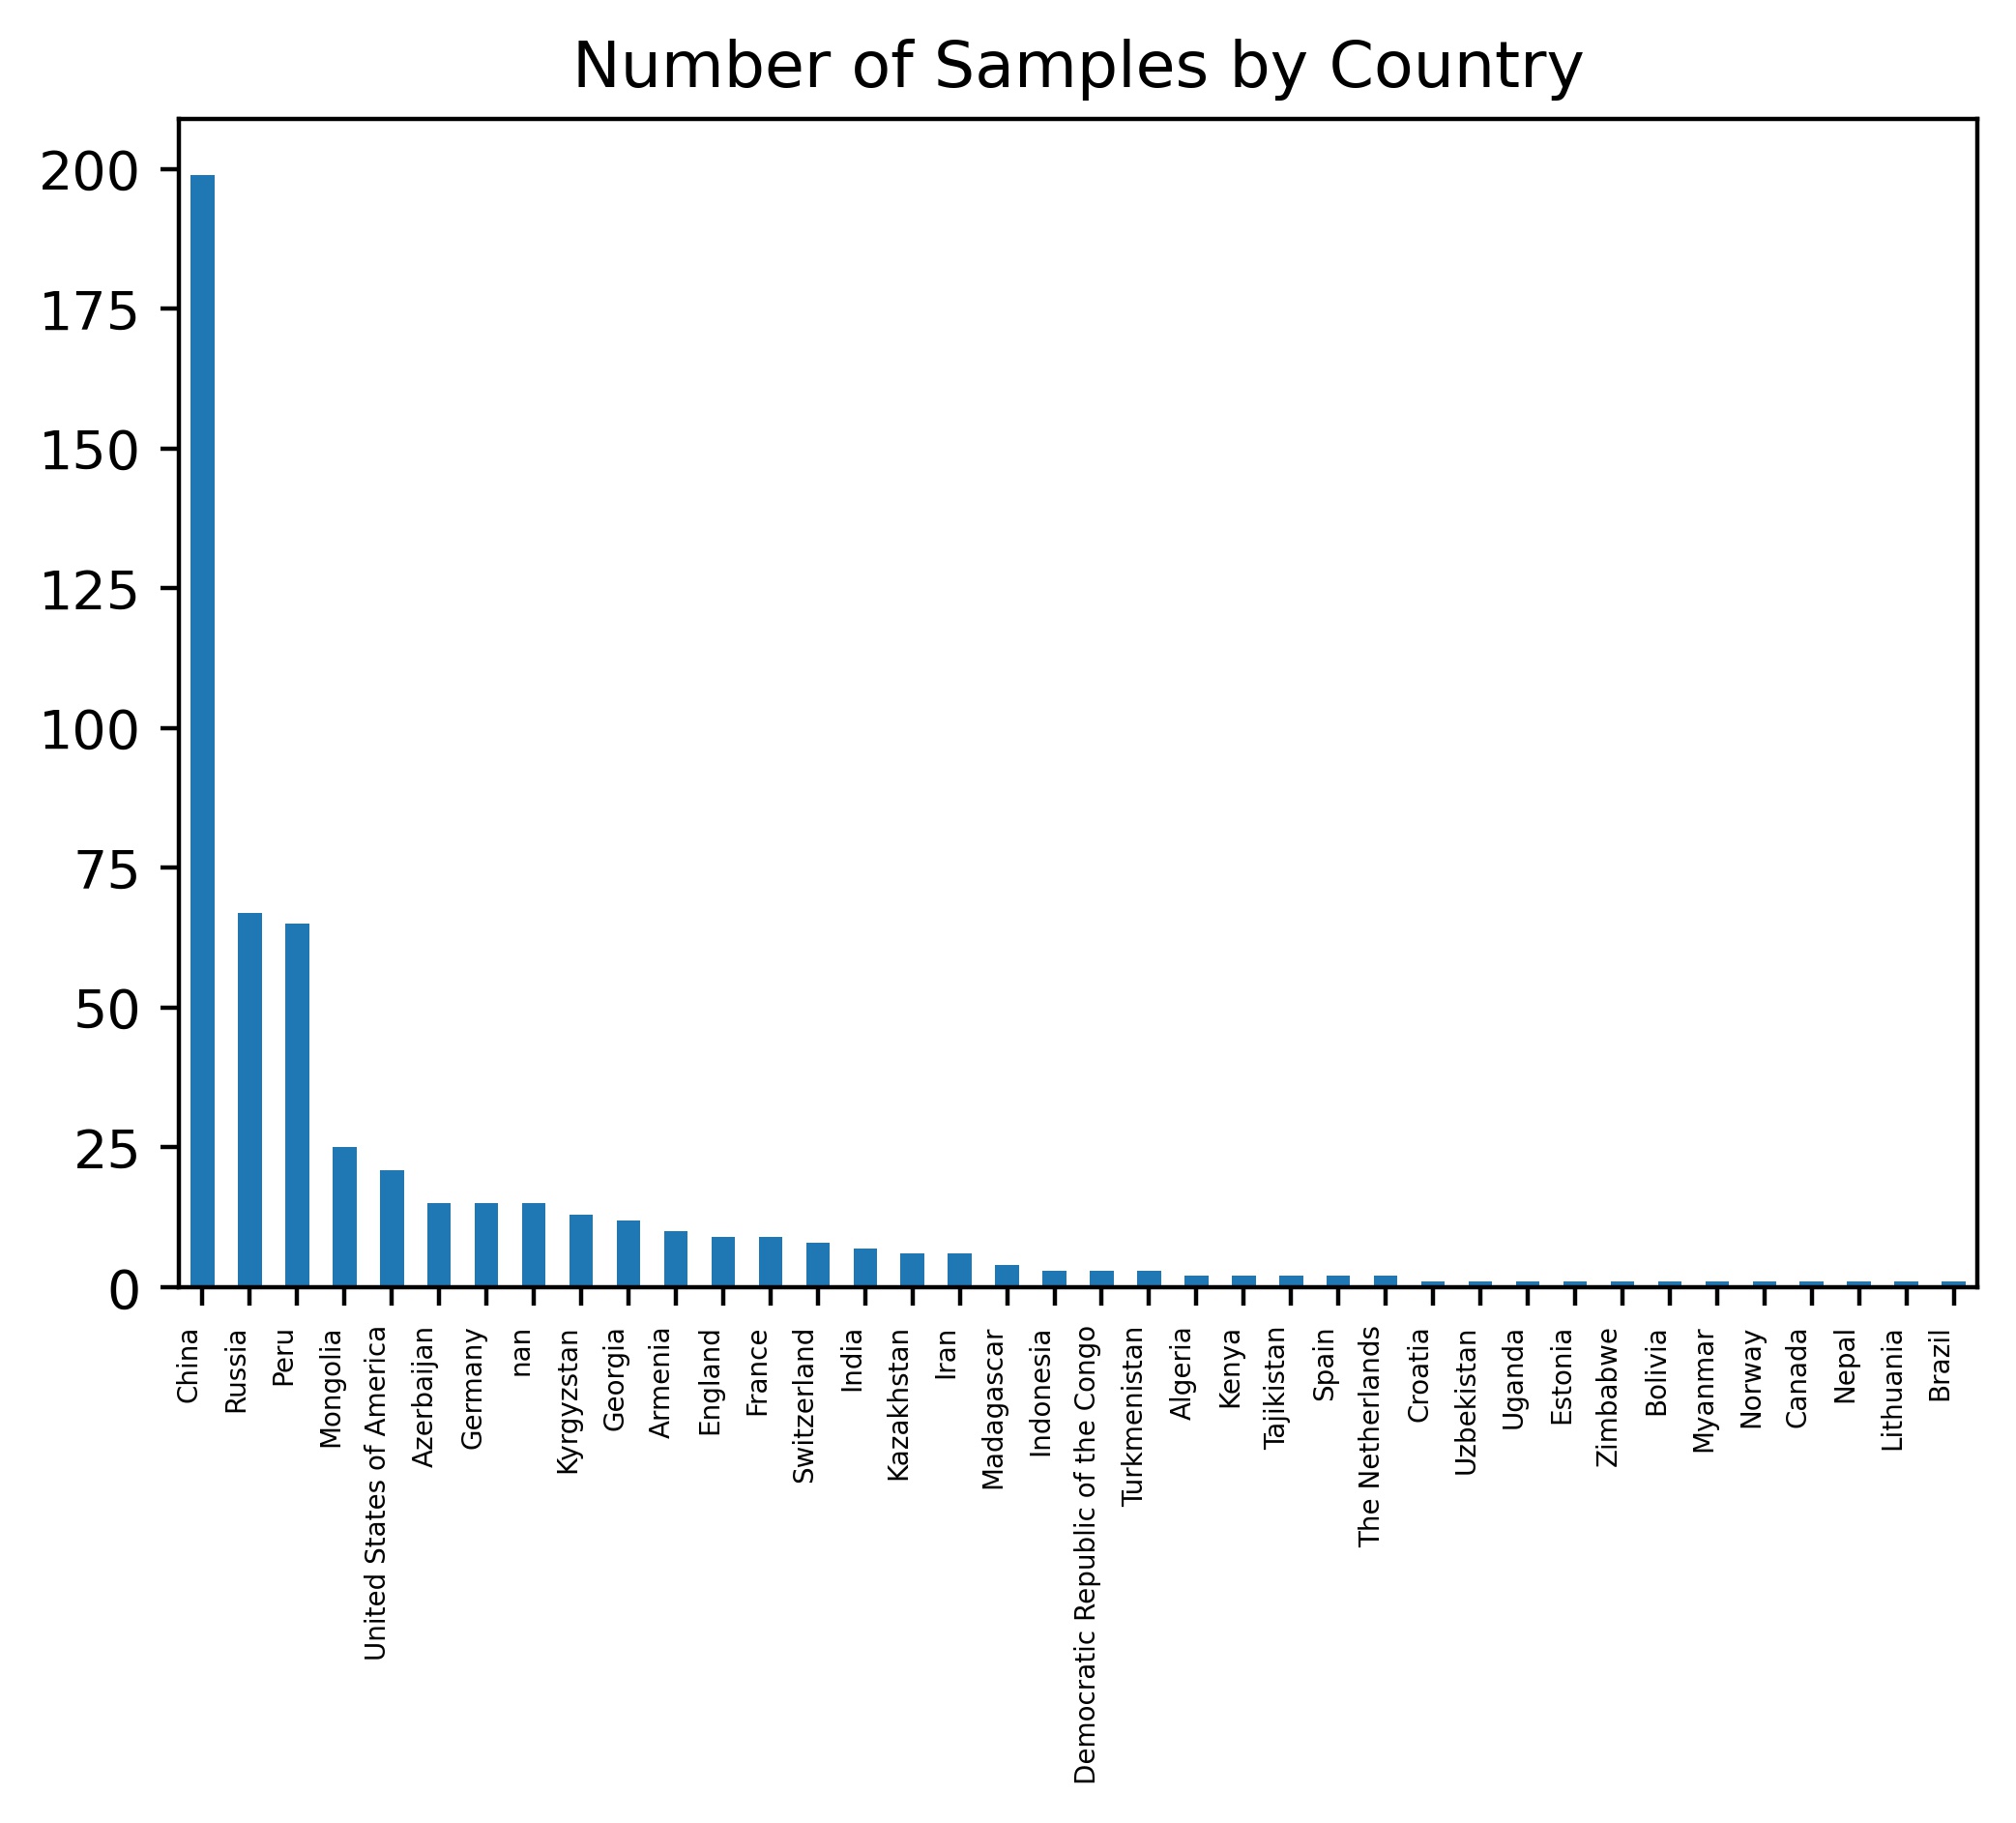 Number of Samples by Country
200
175
150
125
100
75
50
25
0
China
Russia
Peru
Mongolia
United States of America
Azerbaijan
Germany
nan
Kyrgyzstan
Georgia
Armenia
England
France
Switzerland
India
Kazakhstan
Iran
Madagascar
Indonesia
Democratic Republic of the Congo
Turkmenistan
Algeria
Kenya
Tajikistan
Spain
The Netherlands
Croatia
Uzbekistan
Uganda
Estonia
Zimbabwe
Bolivia
Myanmar
Norway
Canada
Nepal
Lithuania
Brazil